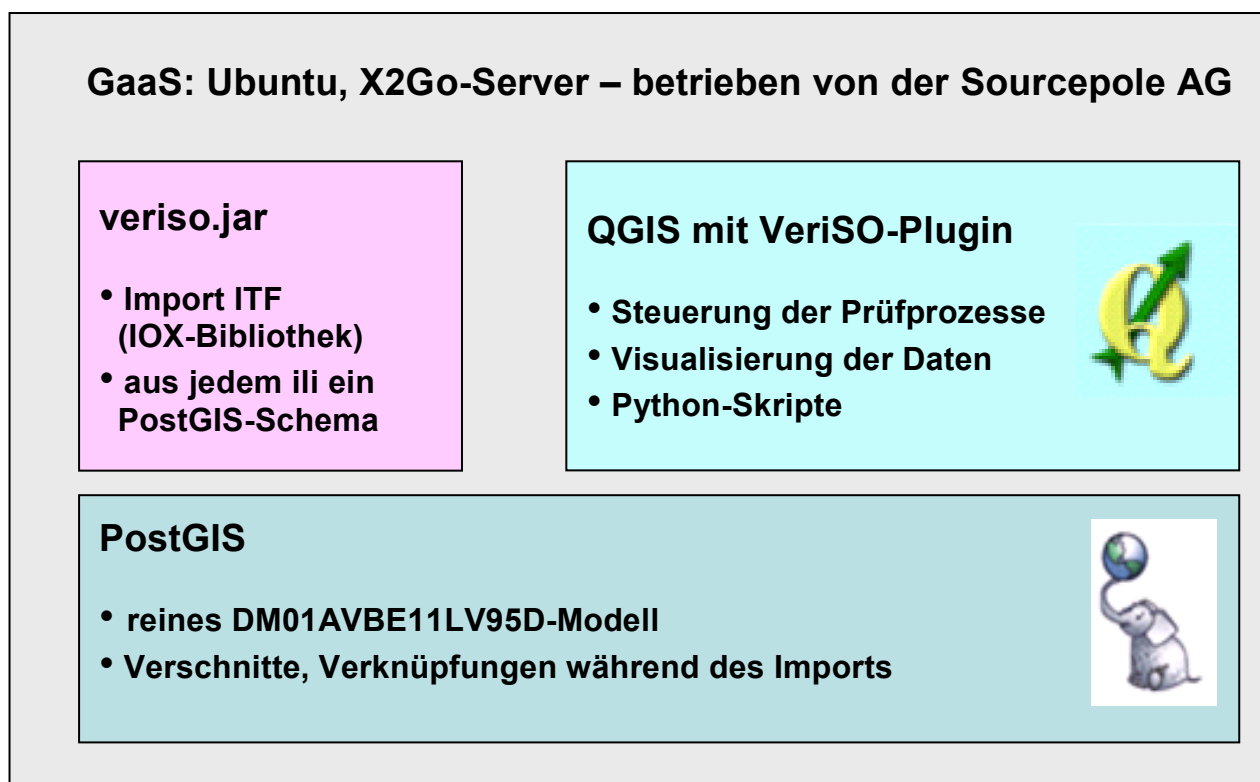 GaaS: Ubuntu, X2Go-Server – betrieben von der Sourcepole AG
veriso.jar
• Import ITF
(IOX-Bibliothek)
• aus jedem ili ein
PostGIS-Schema
QGIS mit VeriSO-Plugin
• Steuerung der Prüfprozesse
• Visualisierung der Daten
• Python-Skripte
PostGIS
• reines DM01AVBE11LV95D-Modell
• Verschnitte, Verknüpfungen während des Imports